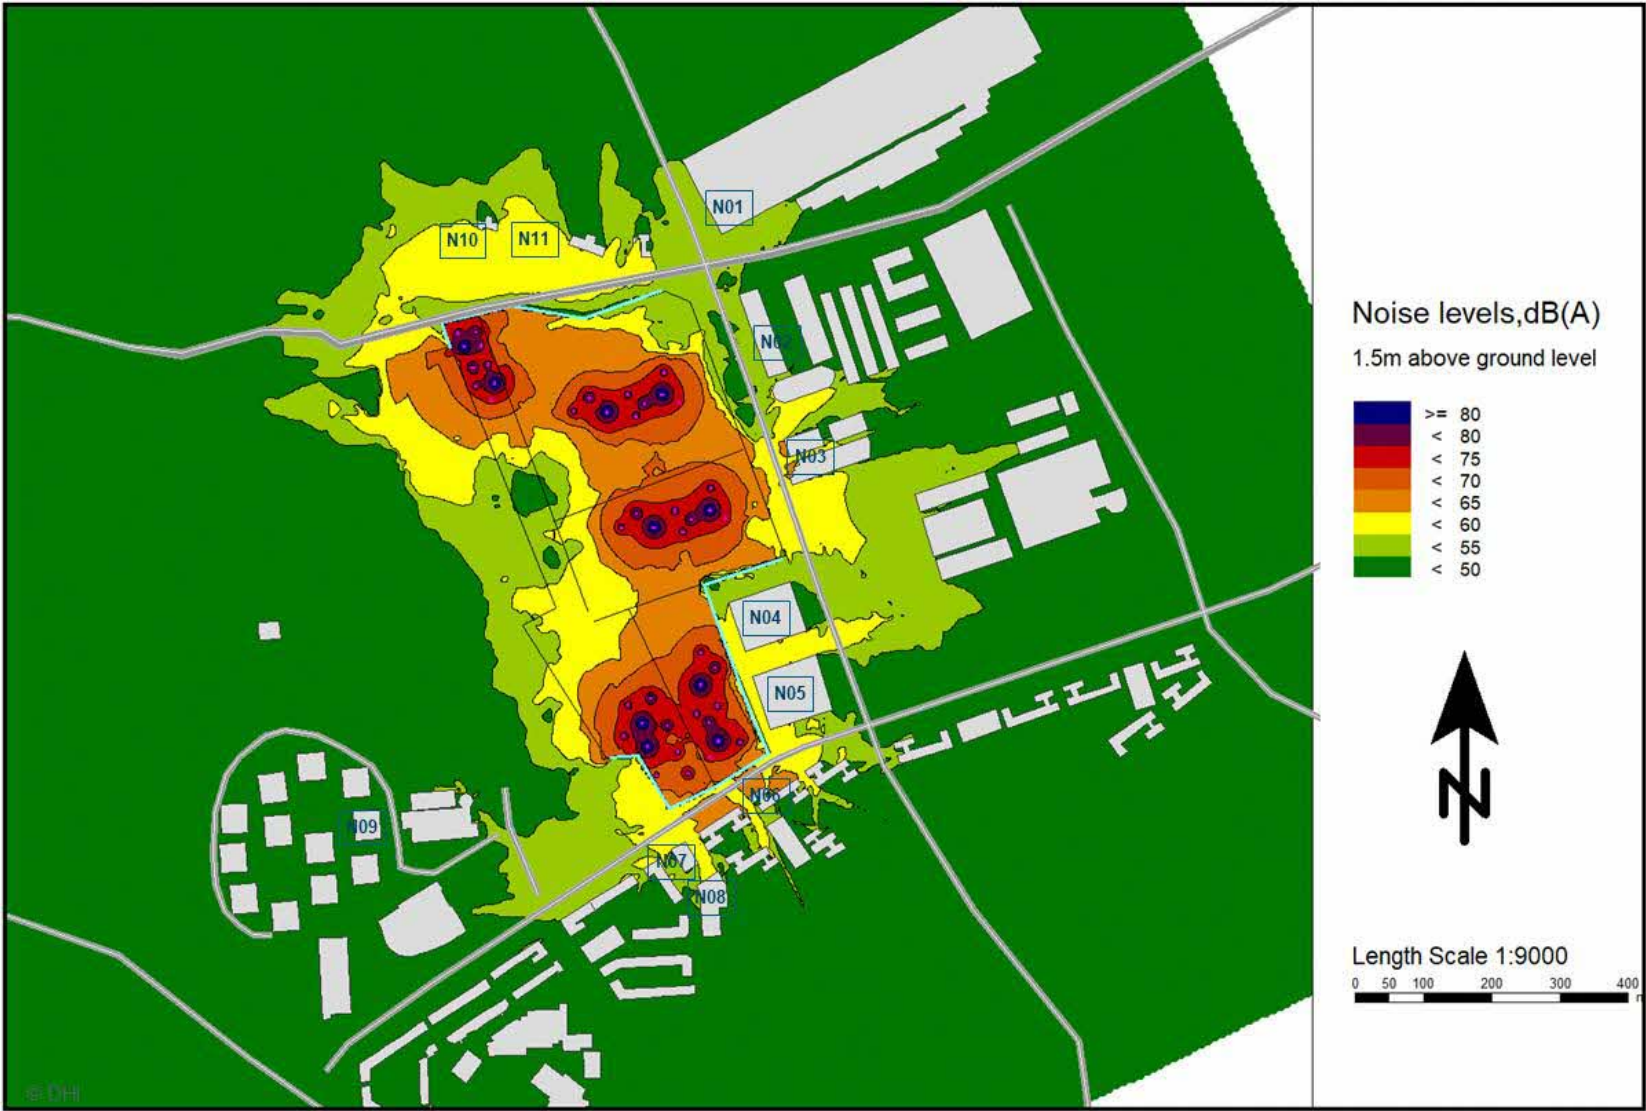 N01
N10
N11
N02
N03
N04
N05
N06
N09
N07
N08
© DHI
Noise levels,dB(A)
1.5m above ground level
>= 80
< 80
< 75
< 70
< 65
< 60
< 55
< 50
N
Length Scale 1:9000
0 50 100 200 300 400
m